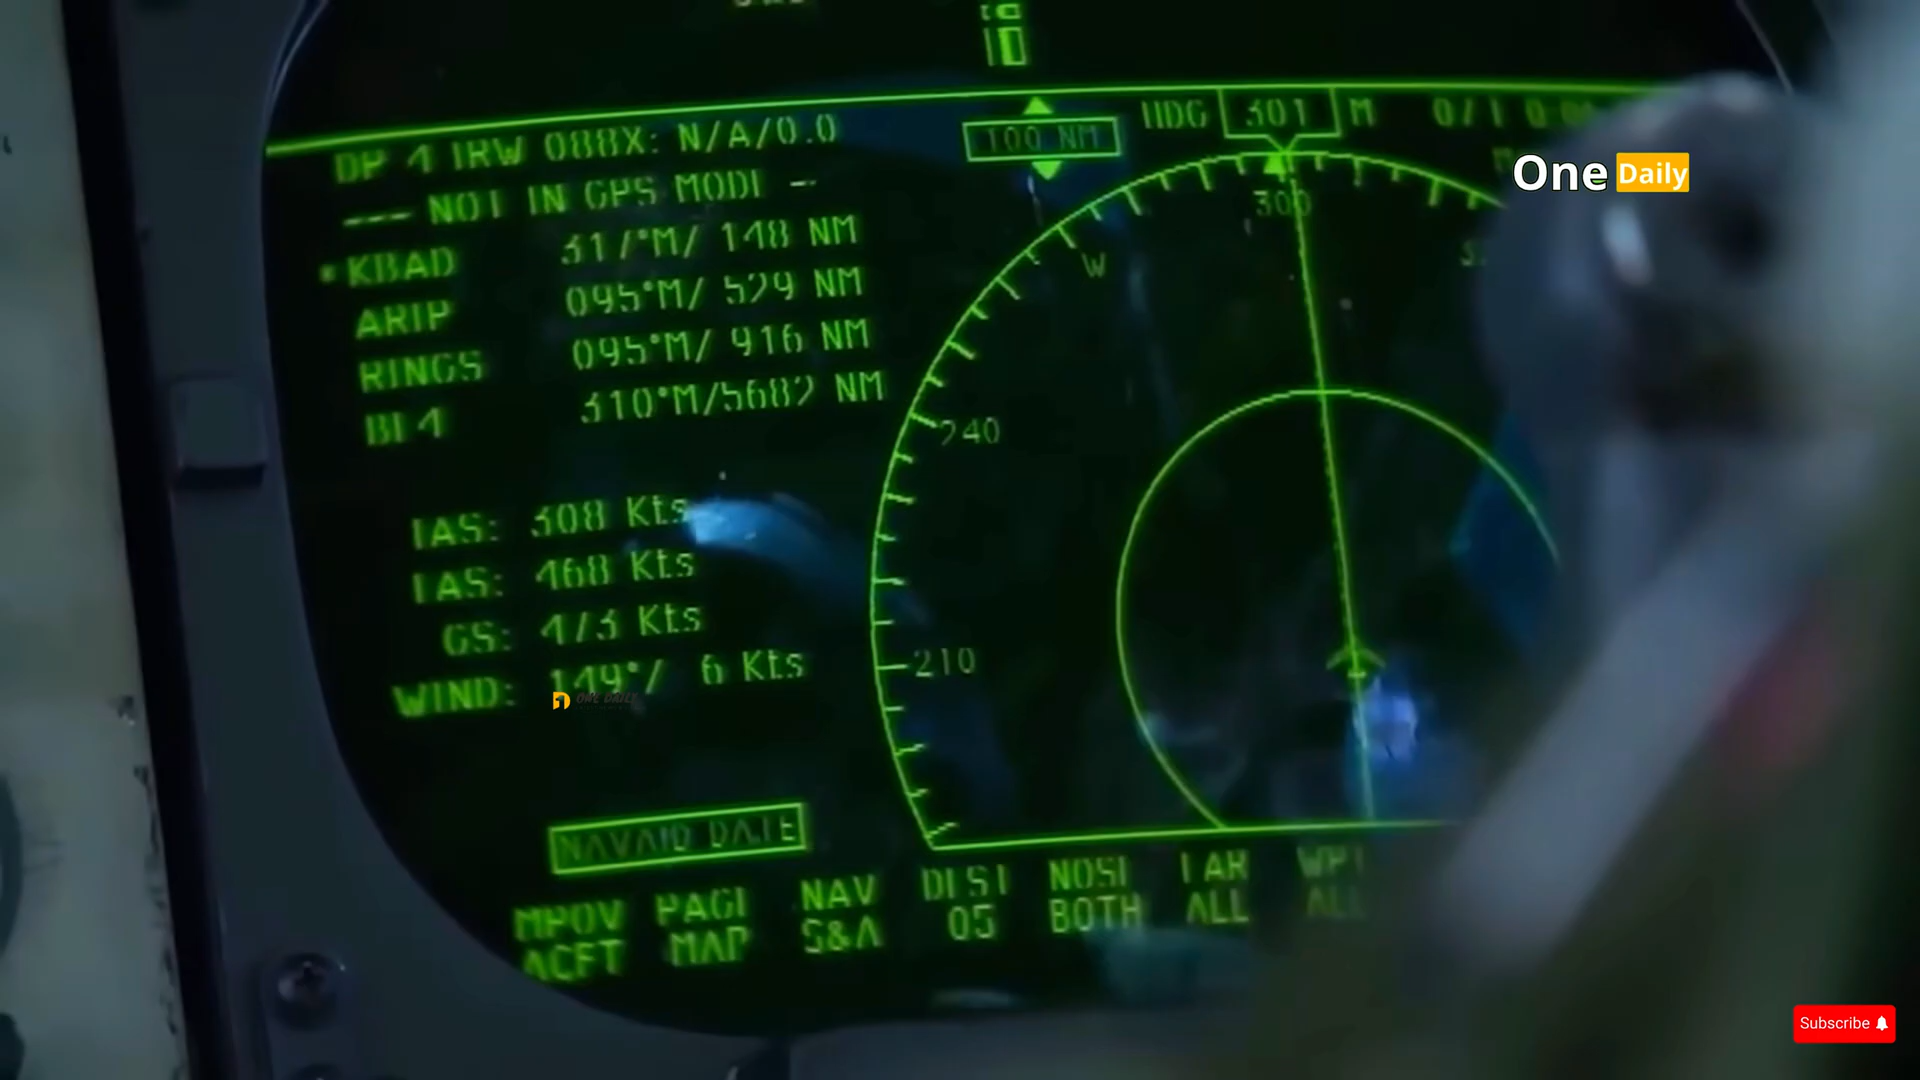 HDG 301 M
100 NM
DP 4 IRW 088X: N/A/0.0
--- NOT IN GPS MODE --
KBAD 317°M/ 148 NM
ARIP 095°M/ 529 NM
RINGS 095°M/ 916 NM
310°M/5682 NM
IAS: 308 Kts
TAS: 468 Kts
GS: 473 Kts
WIND: 149°/ 6 Kts
300
W
240
210
NAVAID DATE
MPOV PAGE NAV DIST NOSE TAR WPT
ACFT MAP S&A 05 BOTH ALL ALL
One Daily
ONE DAILY
Subscribe